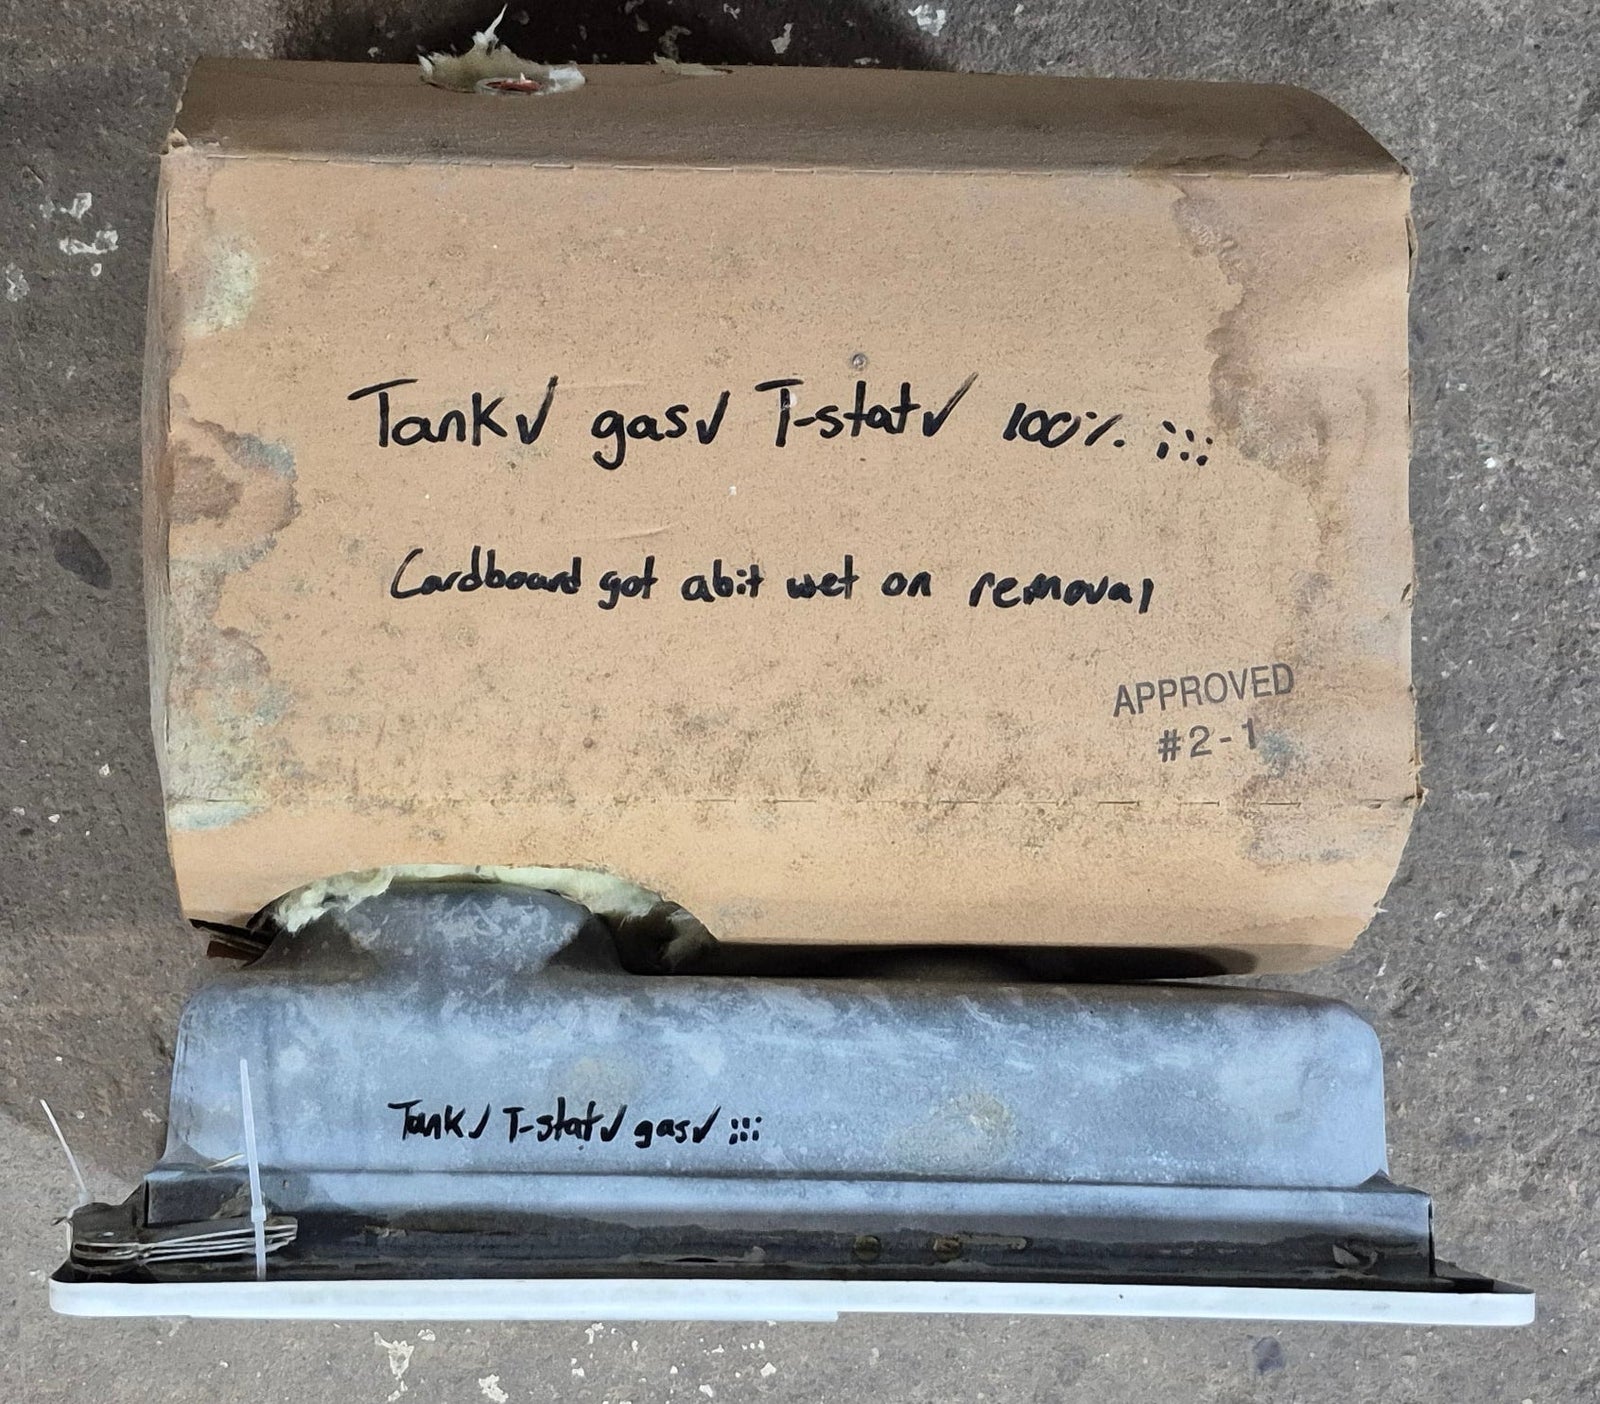 Tank✓ gas✓ T-stat✓ 100% :::
Cardboard got abit wet on removal
APPROVED
#2-1
Tank✓ T-stat✓ gas✓ :::